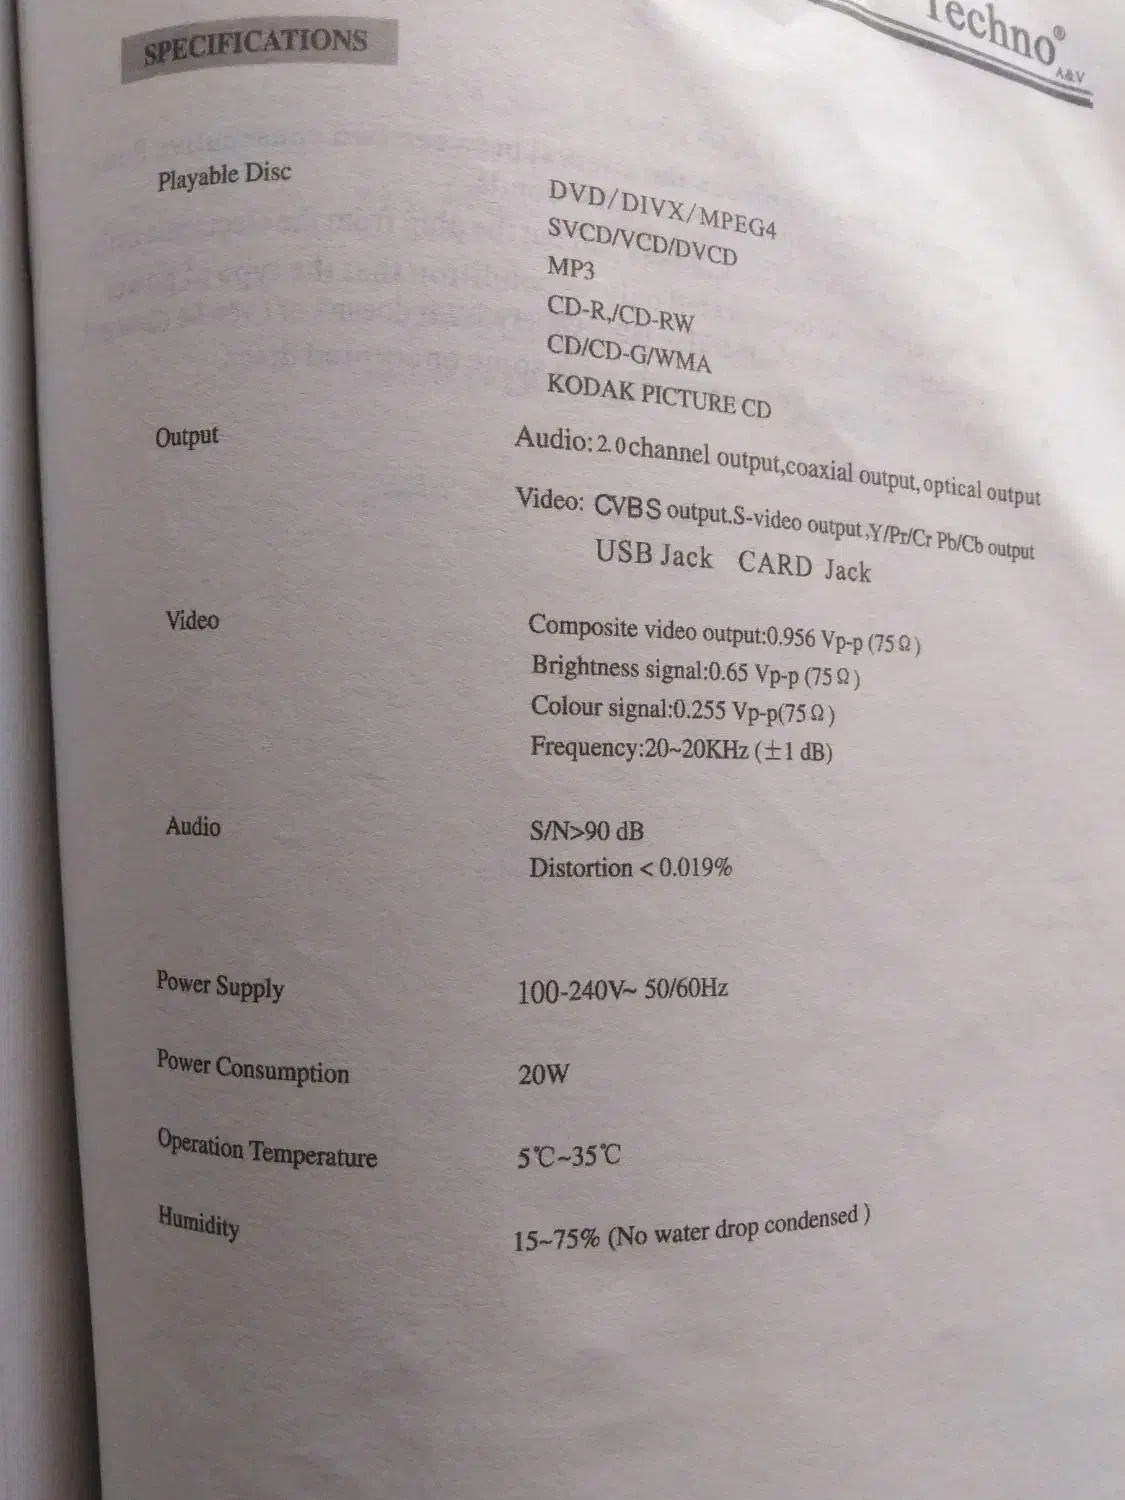 SPECIFICATIONS
Techno®
A&V
Playable Disc
DVD/DIVX/MPEG4
SVCD/VCD/DVCD
MP3
CD-R,/CD-RW
CD/CD-G/WMA
KODAK PICTURE CD
Output
Audio:2.0channel output,coaxial output,optical output
Video: CVBS output.S-video output,Y/Pr/Cr Pb/Cb output
USB Jack CARD Jack
Video
Composite video output:0.956 Vp-p (75Ω)
Brightness signal:0.65 Vp-p (75Ω)
Colour signal:0.255 Vp-p(75Ω)
Frequency:20~20KHz (±1 dB)
Audio
S/N>90 dB
Distortion < 0.019%
Power Supply
100-240V~ 50/60Hz
Power Consumption
20W
Operation Temperature
5℃~35℃
Humidity
15~75% (No water drop condensed )